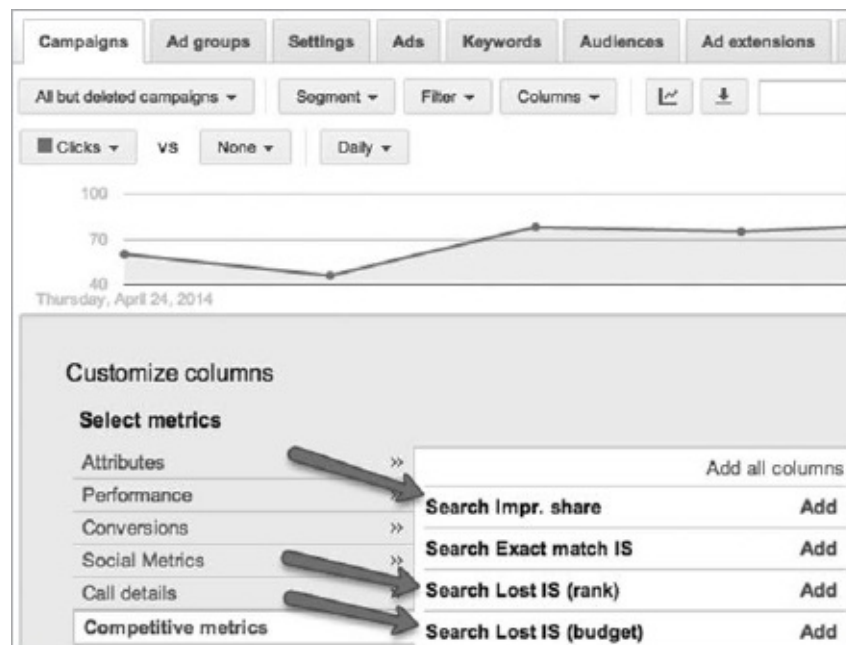 Campaigns Ad groups Settings Ads Keywords Audiences Ad extensions
All but deleted campaigns Segment Filter Columns
Clicks VS None Daily
100
70
40
Thursday, April 24, 2014
Customize columns
Select metrics
Attributes »
Add all columns
Performance »
Search Impr. share Add
Conversions »
Search Exact match IS Add
Social Metrics »
Search Lost IS (rank) Add
Call details »
Competitive metrics
Search Lost IS (budget) Add